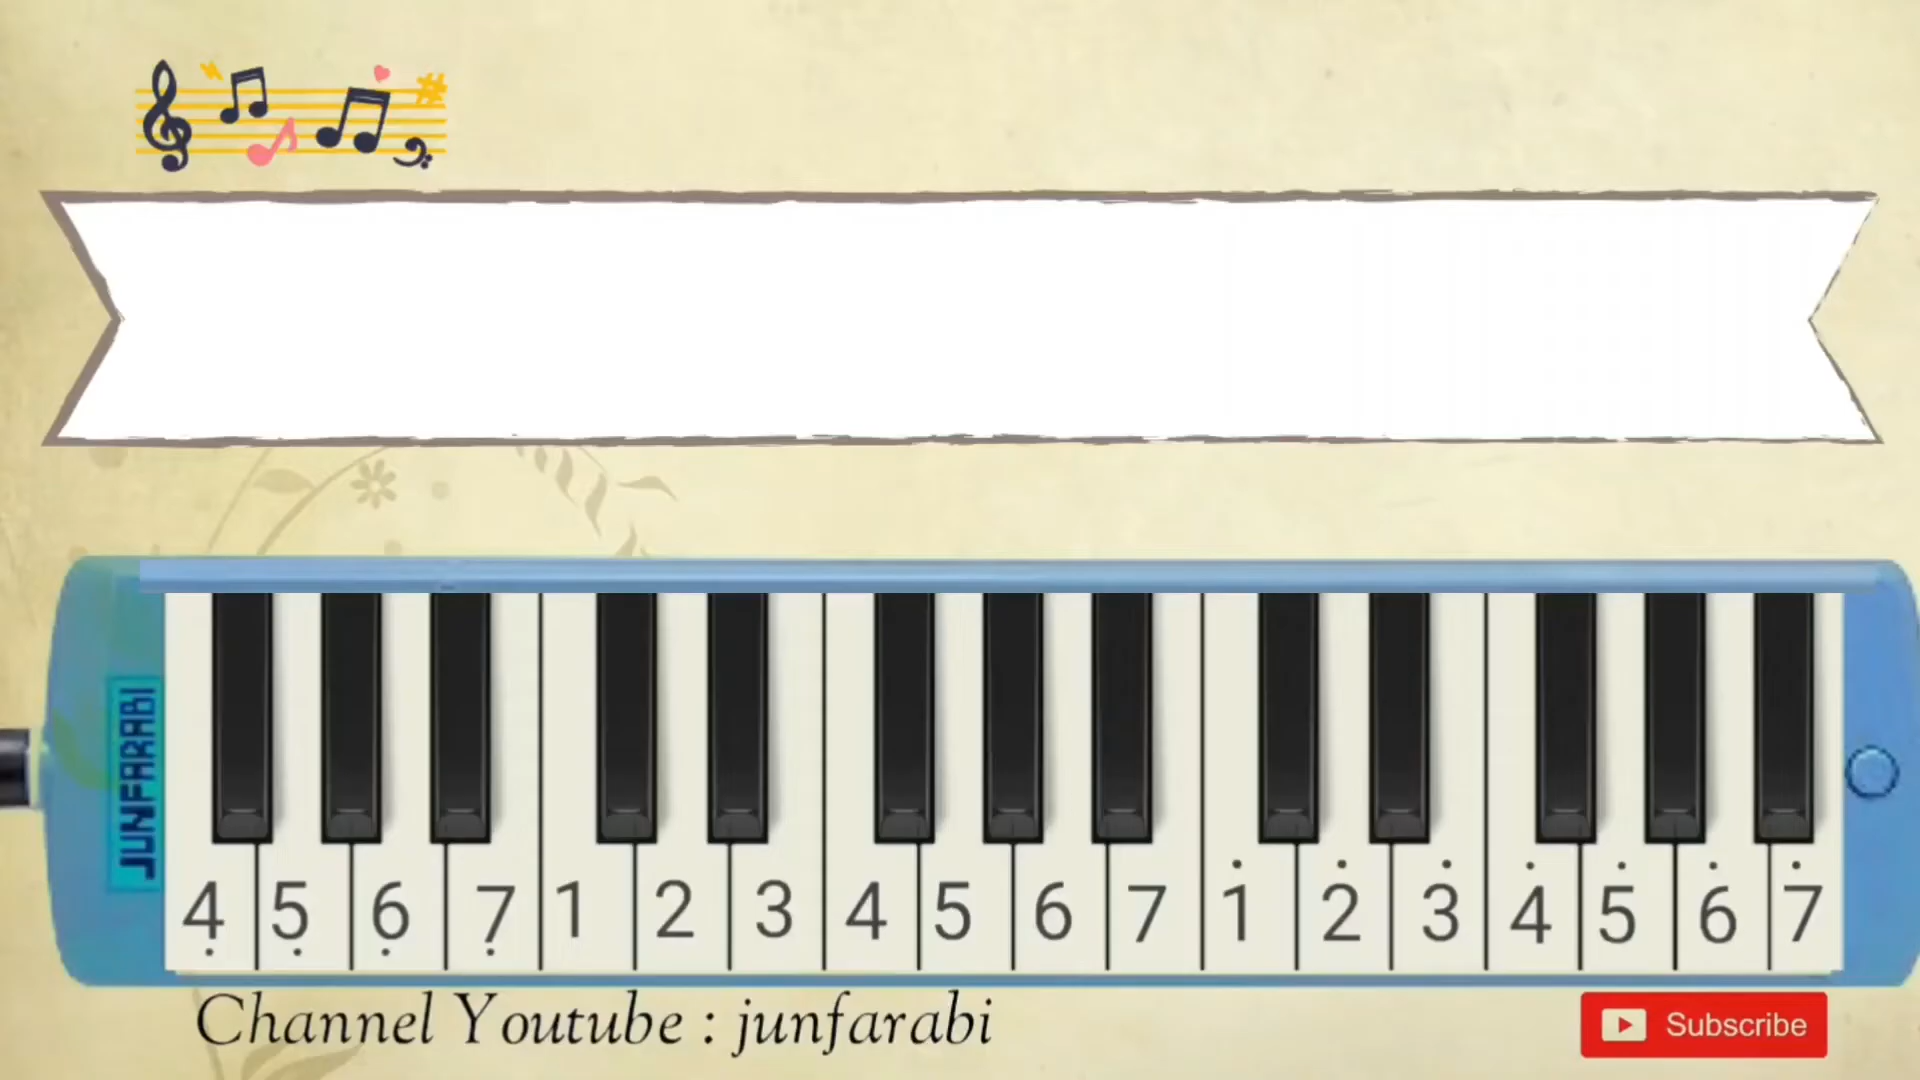 JUNFARABI
4̣ 5̣ 6̣ 7̣ 1 2 3 4 5 6 7 1̇ 2̇ 3̇ 4̇ 5̇ 6̇ 7̇
Channel Youtube : junfarabi
Subscribe